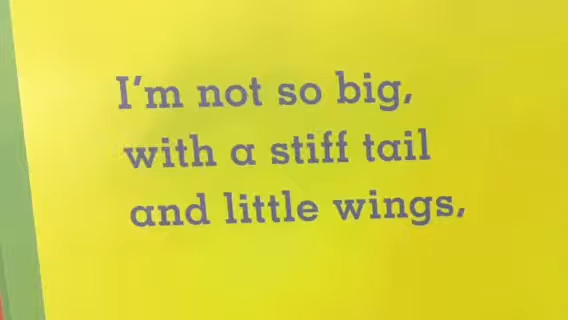 I'm not so big,
with a stiff tail
and little wings,